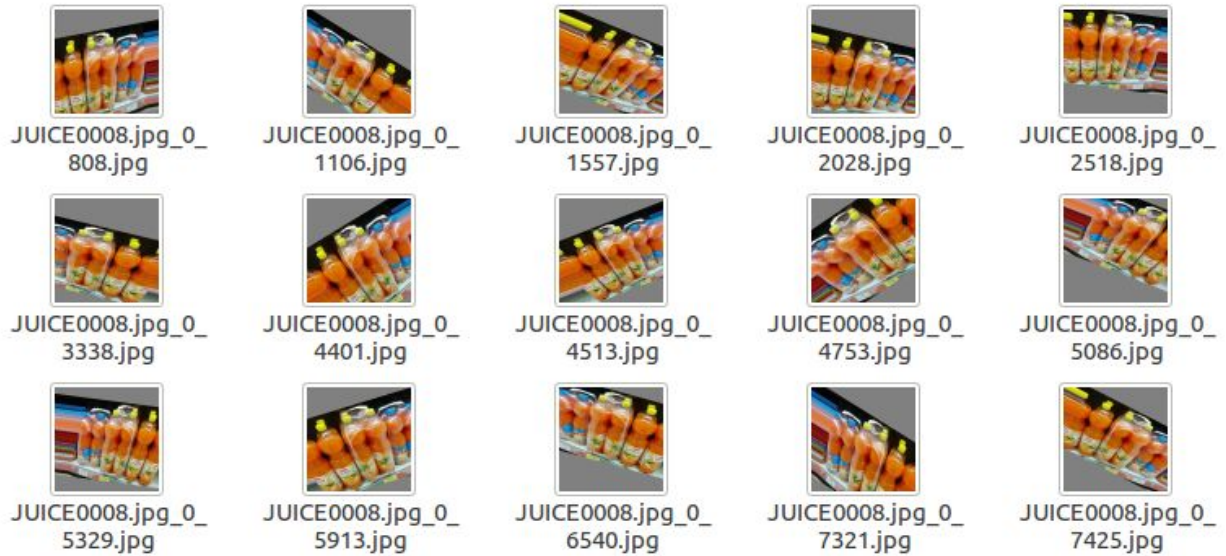 JUICE0008.jpg_0_
808.jpg
JUICE0008.jpg_0_
1106.jpg
JUICE0008.jpg_0_
1557.jpg
JUICE0008.jpg_0_
2028.jpg
JUICE0008.jpg_0_
2518.jpg
JUICE0008.jpg_0_
3338.jpg
JUICE0008.jpg_0_
4401.jpg
JUICE0008.jpg_0_
4513.jpg
JUICE0008.jpg_0_
4753.jpg
JUICE0008.jpg_0_
5086.jpg
JUICE0008.jpg_0_
5329.jpg
JUICE0008.jpg_0_
5913.jpg
JUICE0008.jpg_0_
6540.jpg
JUICE0008.jpg_0_
7321.jpg
JUICE0008.jpg_0_
7425.jpg